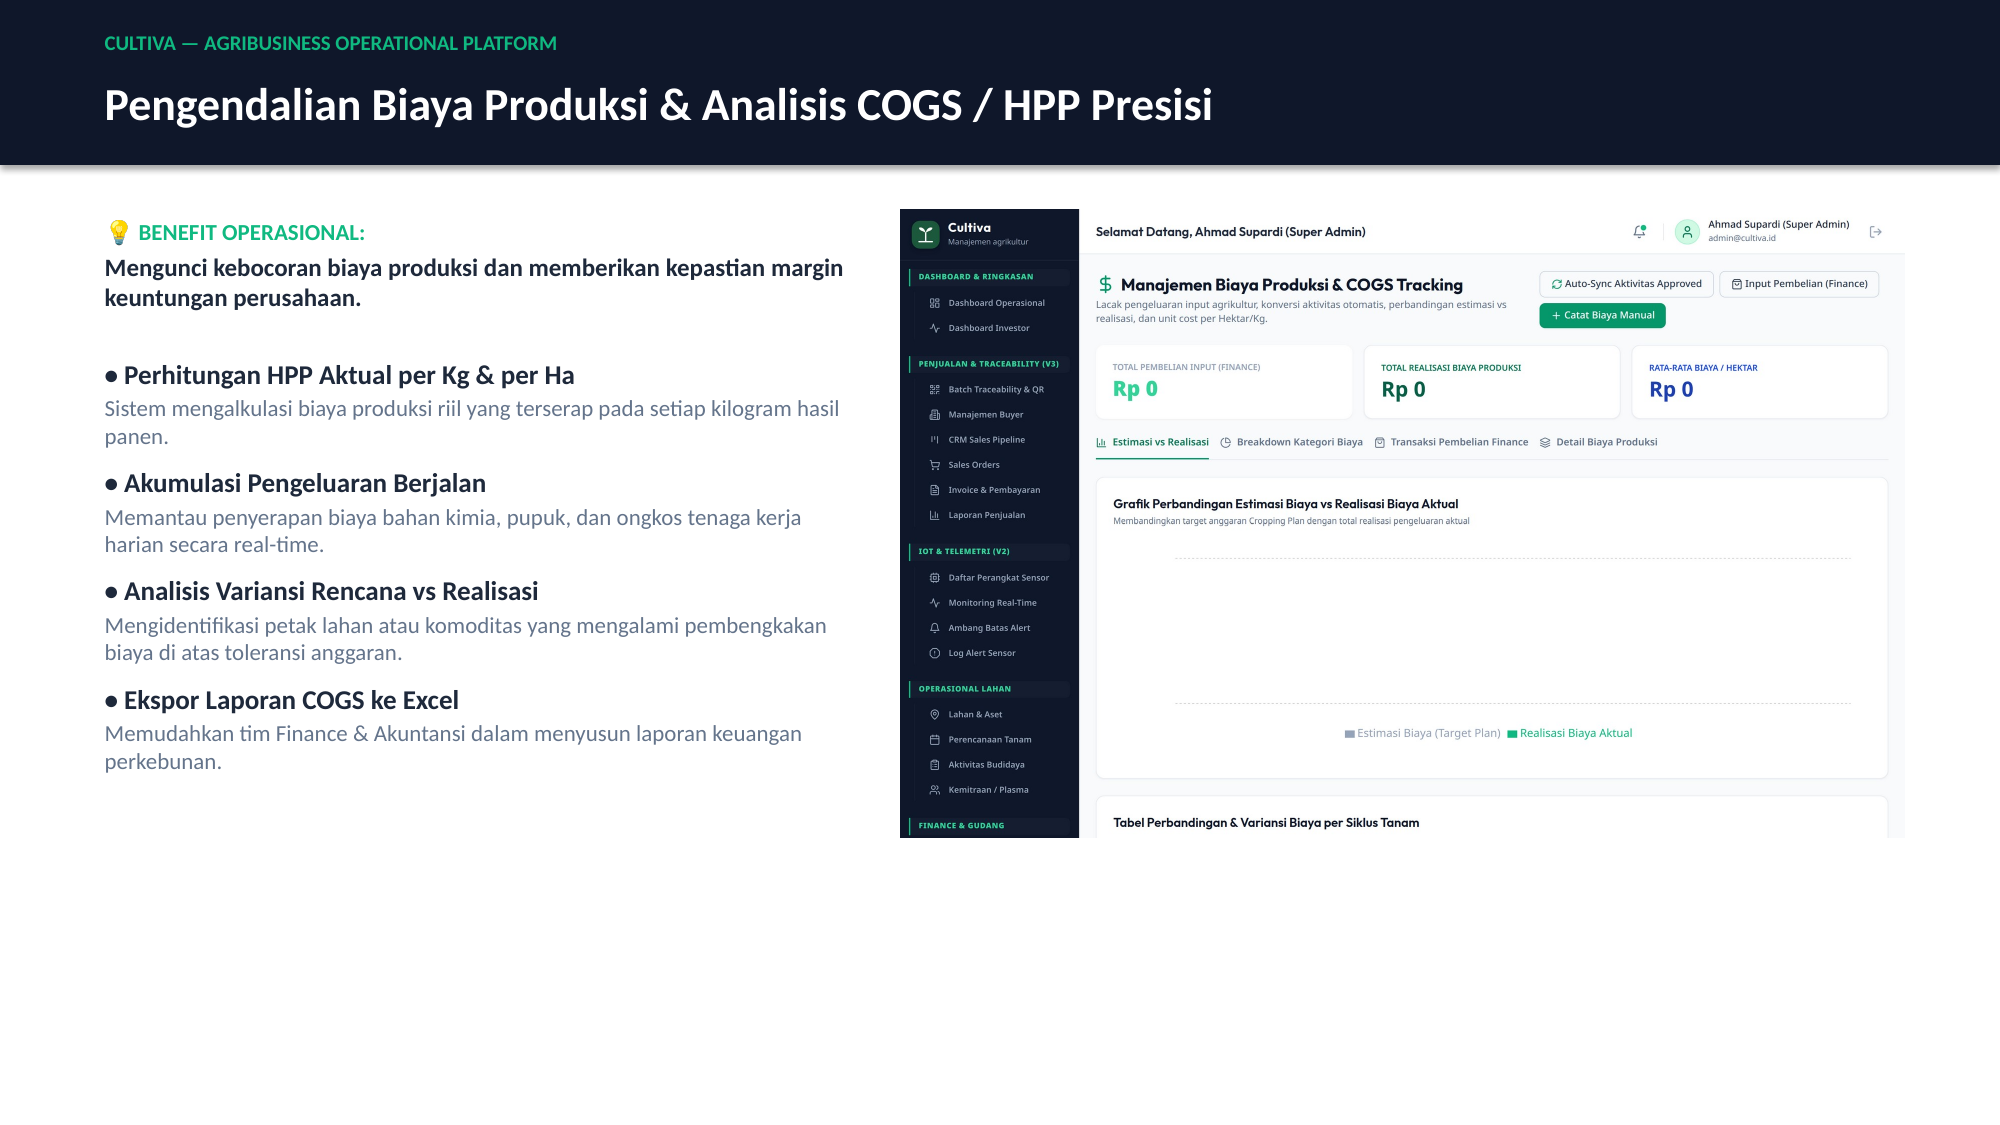 CULTIVA — AGRIBUSINESS OPERATIONAL PLATFORM
Pengendalian Biaya Produksi & Analisis COGS / HPP Presisi
💡 BENEFIT OPERASIONAL:
Mengunci kebocoran biaya produksi dan memberikan kepastian margin
keuntungan perusahaan.
● Perhitungan HPP Aktual per Kg & per Ha
Sistem mengalkulasi biaya produksi riil yang terserap pada setiap kilogram hasil
panen.
● Akumulasi Pengeluaran Berjalan
Memantau penyerapan biaya bahan kimia, pupuk, dan ongkos tenaga kerja
harian secara real-time.
● Analisis Variansi Rencana vs Realisasi
Mengidentifikasi petak lahan atau komoditas yang mengalami pembengkakan
biaya di atas toleransi anggaran.
● Ekspor Laporan COGS ke Excel
Memudahkan tim Finance & Akuntansi dalam menyusun laporan keuangan
perkebunan.
Cultiva
Manajemen agrikultur
DASHBOARD & RINGKASAN
Dashboard Operasional
Dashboard Investor
PENJUALAN & TRACEABILITY (V3)
Batch Traceability & QR
Manajemen Buyer
CRM Sales Pipeline
Sales Orders
Invoice & Pembayaran
Laporan Penjualan
IOT & TELEMETRI (V2)
Daftar Perangkat Sensor
Monitoring Real-Time
Ambang Batas Alert
Log Alert Sensor
OPERASIONAL LAHAN
Lahan & Aset
Perencanaan Tanam
Aktivitas Budidaya
Kemitraan / Plasma
FINANCE & GUDANG
Selamat Datang, Ahmad Supardi (Super Admin)
Ahmad Supardi (Super Admin)
admin@cultiva.id
Manajemen Biaya Produksi & COGS Tracking
Lacak pengeluaran input agrikultur, konversi aktivitas otomatis, perbandingan estimasi vs
realisasi, dan unit cost per Hektar/Kg.
Auto-Sync Aktivitas Approved
Input Pembelian (Finance)
+ Catat Biaya Manual
TOTAL PEMBELIAN INPUT (FINANCE)
Rp 0
TOTAL REALISASI BIAYA PRODUKSI
Rp 0
RATA-RATA BIAYA / HEKTAR
Rp 0
Estimasi vs Realisasi
Breakdown Kategori Biaya
Transaksi Pembelian Finance
Detail Biaya Produksi
Grafik Perbandingan Estimasi Biaya vs Realisasi Biaya Aktual
Membandingkan target anggaran Cropping Plan dengan total realisasi pengeluaran aktual
Estimasi Biaya (Target Plan)
Realisasi Biaya Aktual
Tabel Perbandingan & Variansi Biaya per Siklus Tanam